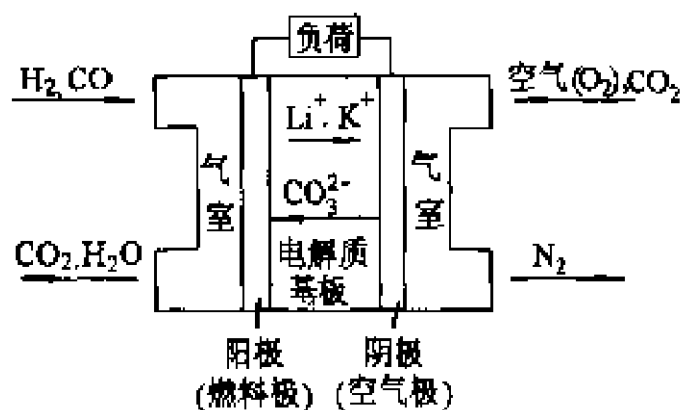 负荷
H₂,CO
空气(O₂),CO₂
Li⁺, K⁺
气室
CO₃²⁻
气室
CO₂,H₂O
电解质
基板
N₂
阳极
(燃料极)
阴极
(空气极)